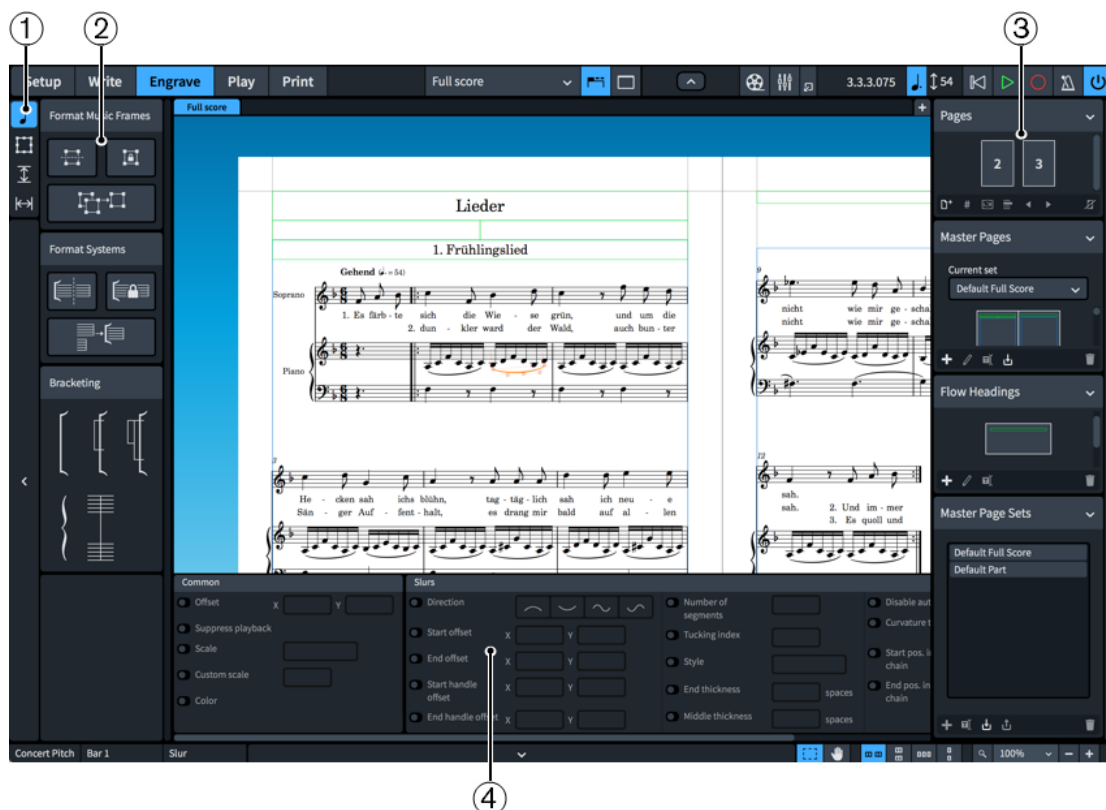 1 2 3
Setup Write Engrave Play Print Full score 3.3.3.075 54
Format Music Frames
Full score
Pages
2 3
#
Master Pages
Current set
Default Full Score
Format Systems
Flow Headings
Bracketing
Master Page Sets
Default Full Score
Default Part
Lieder
1. Frühlingslied
Gehend (♩. = 54)
Soprano
1. Es färb - te sich die Wie - se grün, und um die
2. dun - kler ward der Wald, auch bun - ter
Piano
3
He - cken sah ichs blühn, tag - täg - lich sah ich neu - e
Sän - ger Auf - fent - halt, es drang mir bald auf al - len
9
nicht wie mir ge - scha
nicht wie mir ge - scha
12
sah.
sah. 2. Und im - mer
3. Es quoll und
Common
Offset X Y
Suppress playback
Scale
Custom scale
Color
Slurs
Direction
Start offset X Y
End offset X Y
Start handle offset X Y
End handle offset X Y
Number of segments
Tucking index
Style
End thickness spaces
Middle thickness spaces
Disable aut
Curvature t
Start pos. in chain
End pos. in chain
Concert Pitch Bar 1 Slur 100%
4